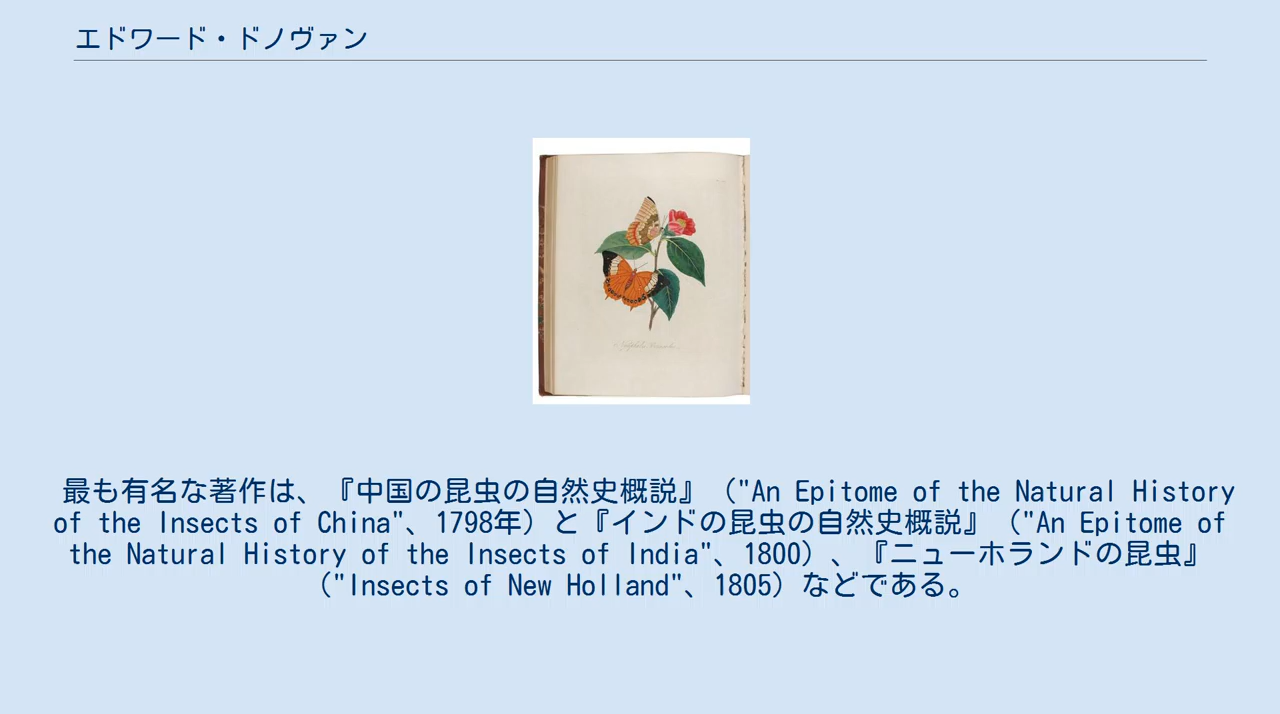 エドワード・ドノヴァン
最も有名な著作は、『中国の昆虫の自然史概説』（"An Epitome of the Natural History
of the Insects of China"、1798年）と『インドの昆虫の自然史概説』（"An Epitome of
the Natural History of the Insects of India"、1800）、『ニューホランドの昆虫』
（"Insects of New Holland"、1805）などである。